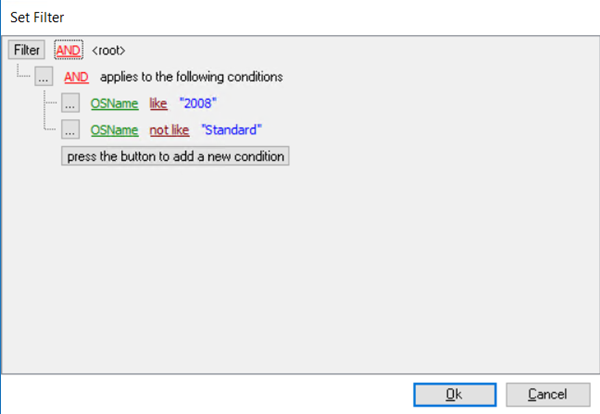 Set Filter
Filter AND <root>
... AND applies to the following conditions
... OSName like "2008"
... OSName not like "Standard"
press the button to add a new condition
Ok Cancel